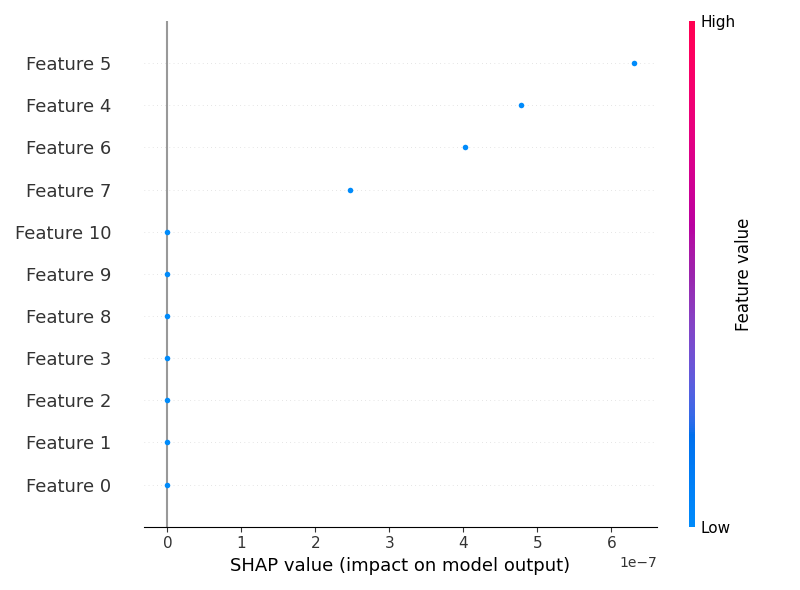 High
Feature 5
Feature 4
Feature 6
Feature 7
Feature 10
Feature 9
Feature 8
Feature 3
Feature 2
Feature 1
Feature 0
Feature value
Low
0 1 2 3 4 5 6
1e−7
SHAP value (impact on model output)